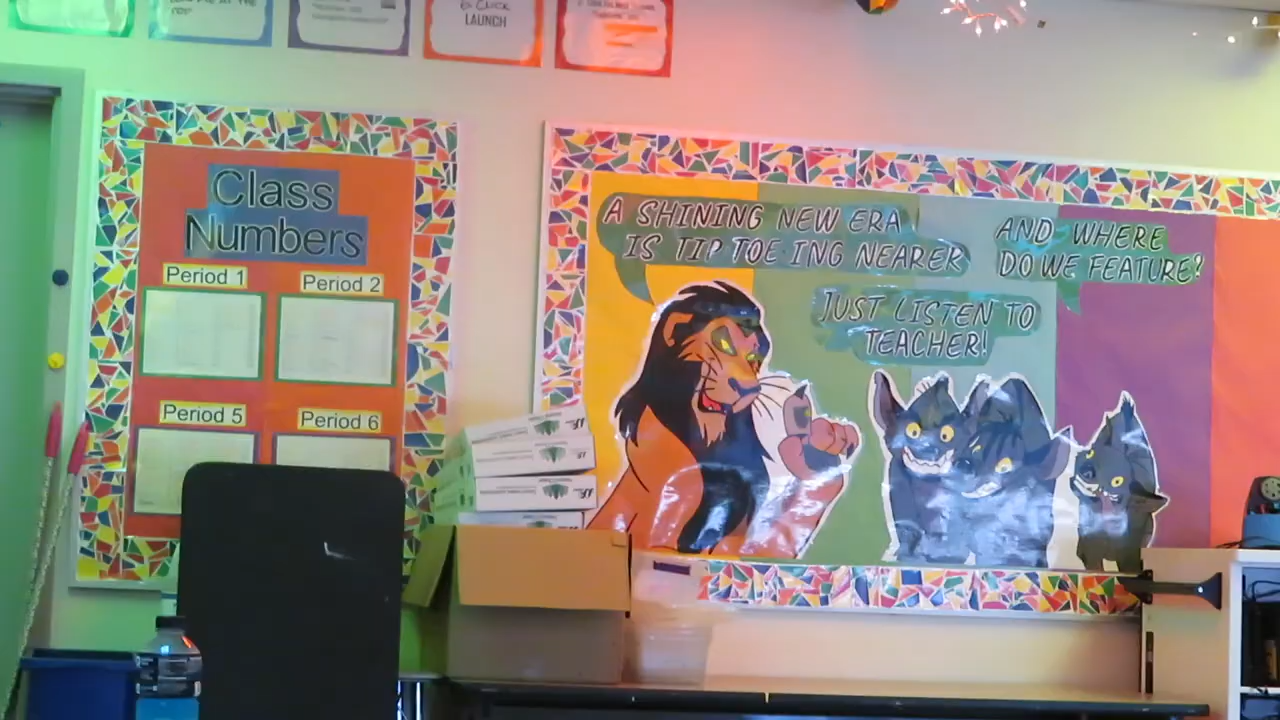 & CLICK
LAUNCH
Class
Numbers
Period 1
Period 2
Period 5
Period 6
A SHINING NEW ERA
IS TIP TOE ING NEARER
AND WHERE
DO WE FEATURE?
JUST LISTEN TO
TEACHER!